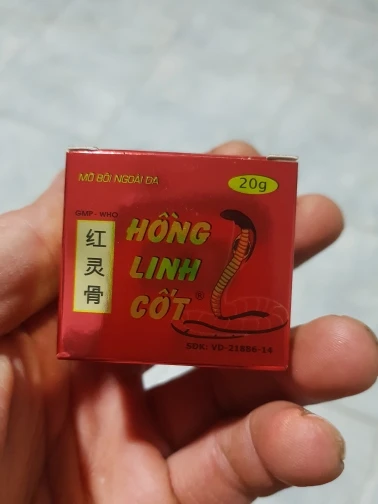 MỠ BÔI NGOÀI DA
20g
GMP - WHO
红灵骨
HỒNG
LINH
CỐT ®
SĐK: VD-21886-14